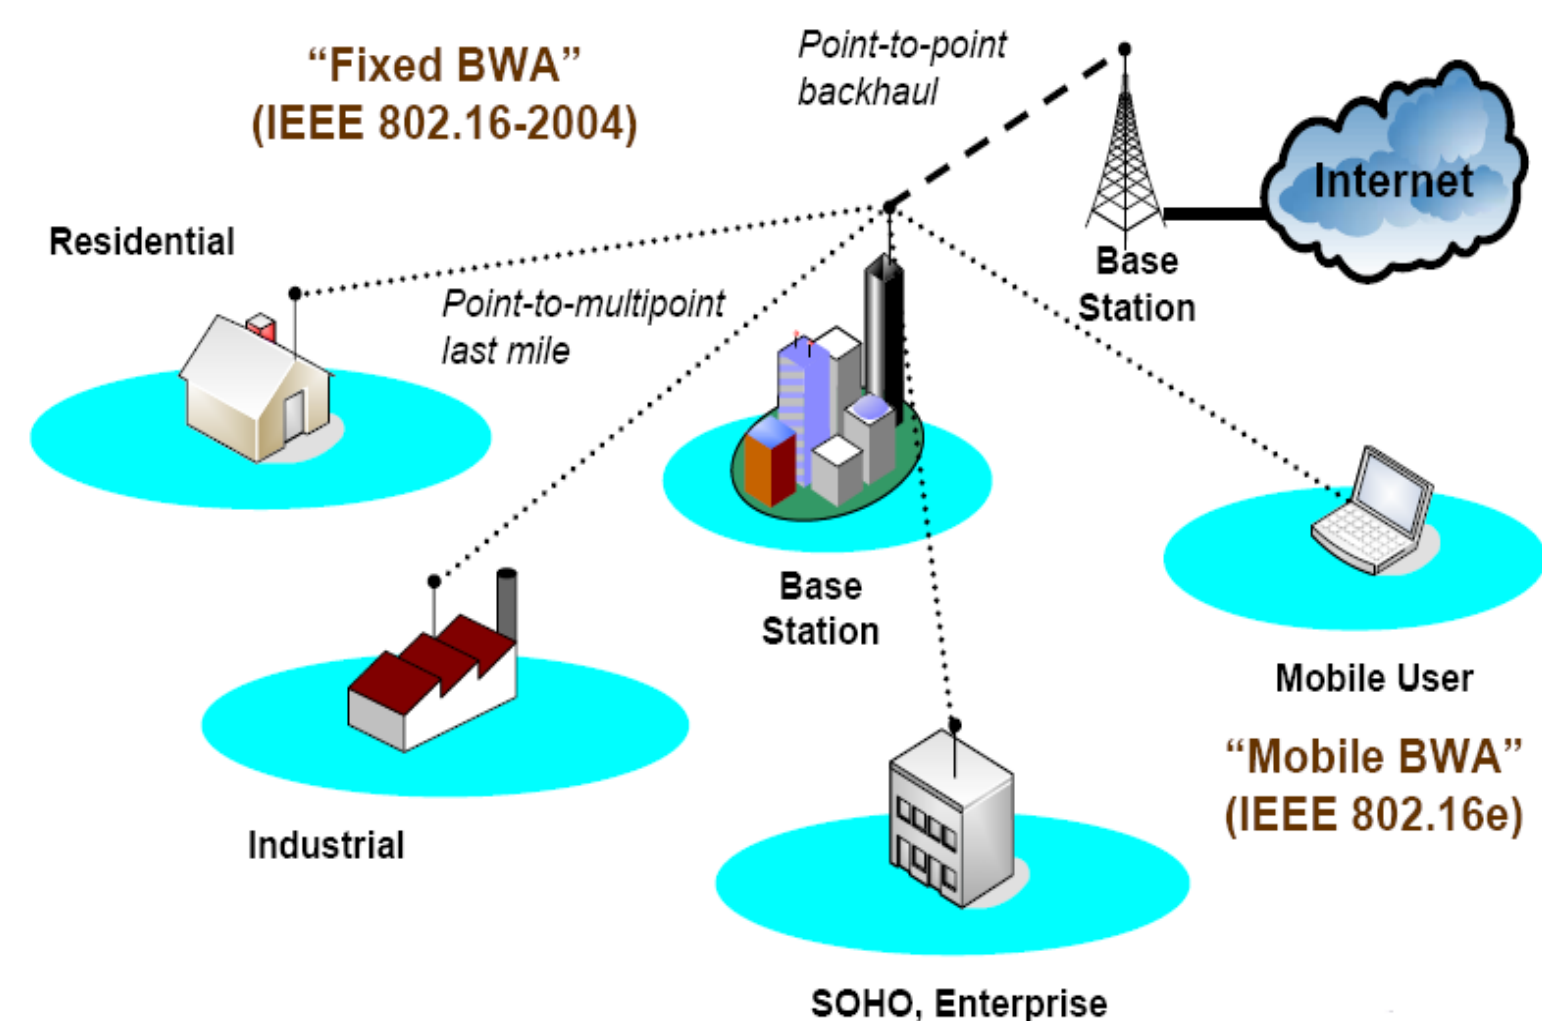 “Fixed BWA”
(IEEE 802.16-2004)
Point-to-point
backhaul
Internet
Residential
Base
Station
Point-to-multipoint
last mile
Base
Station
Mobile User
“Mobile BWA”
(IEEE 802.16e)
Industrial
SOHO, Enterprise